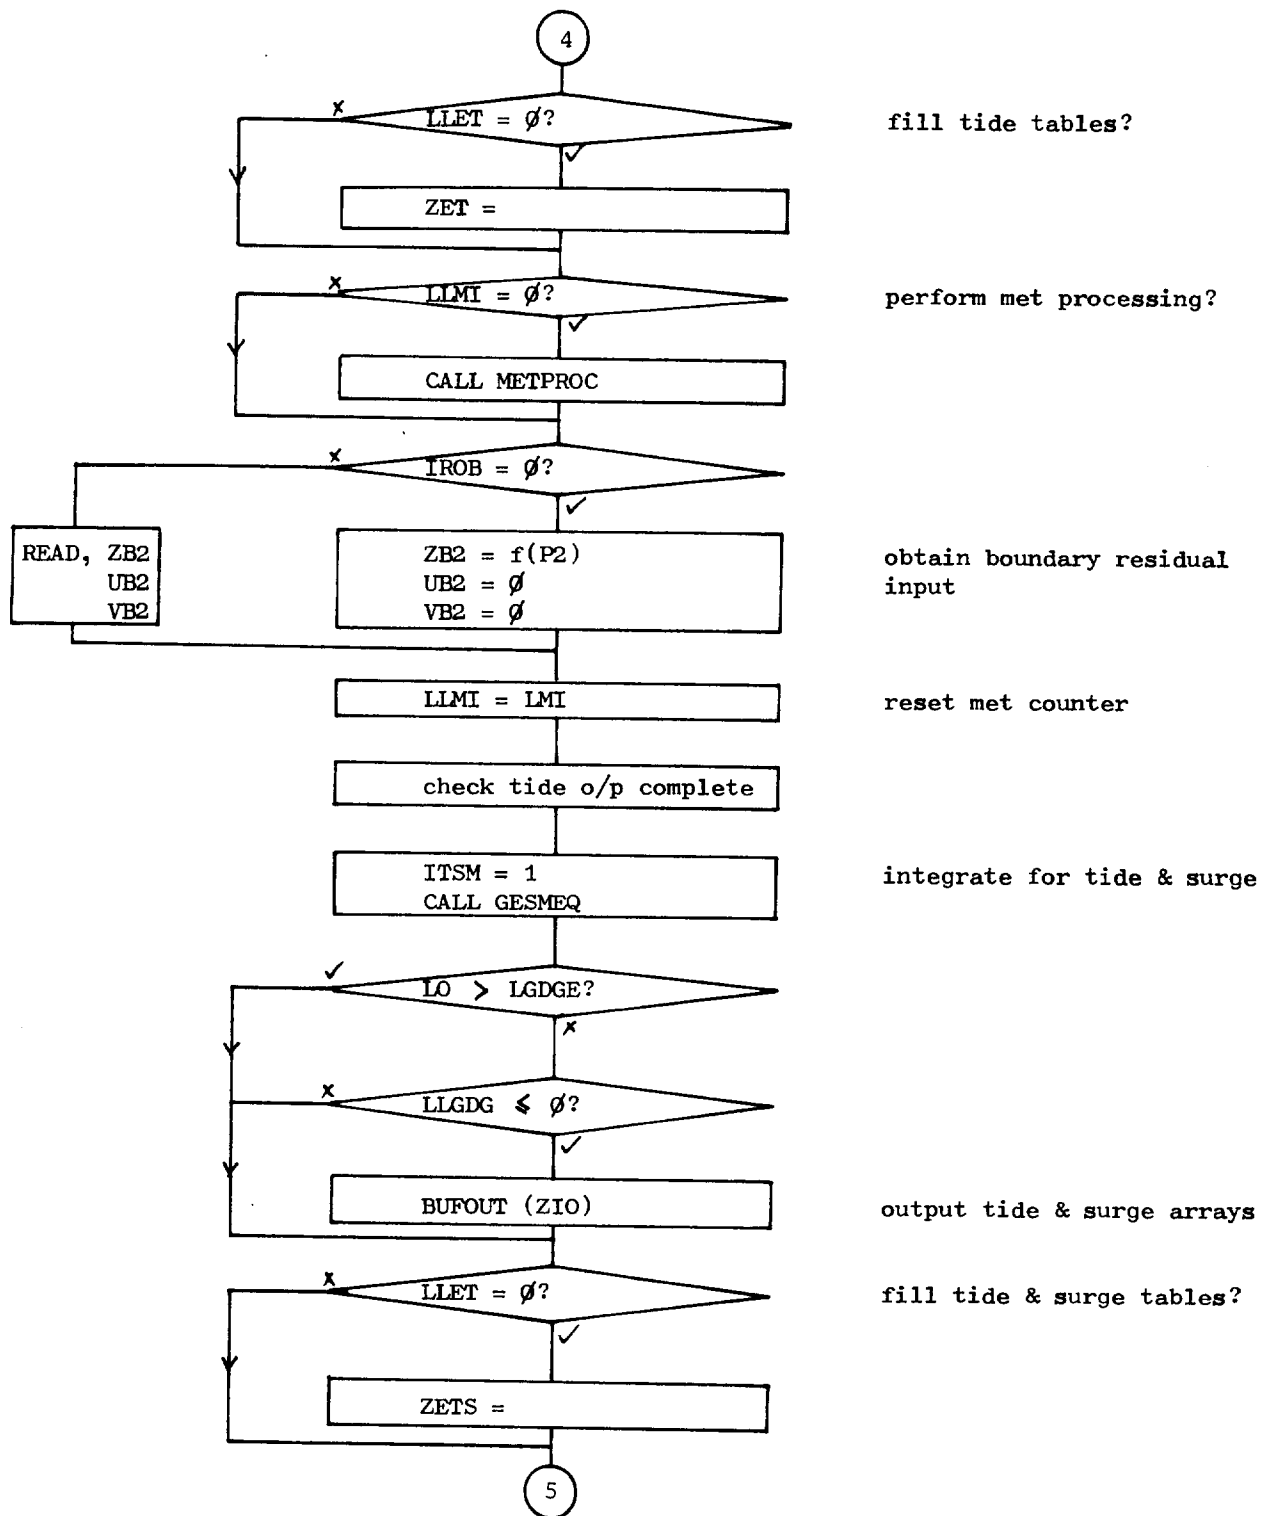 4
x
LLET = Ø?
fill tide tables?
✓
ZET =
x
LLMI = Ø?
perform met processing?
✓
CALL METPROC
x
IROB = Ø?
✓
READ, ZB2
UB2
VB2
ZB2 = f(P2)
UB2 = Ø
VB2 = Ø
obtain boundary residual
input
LLMI = LMI
reset met counter
check tide o/p complete
ITSM = 1
CALL GESMEQ
integrate for tide & surge
✓
LO > LGDGE?
x
x
LLGDG ⩽ Ø?
✓
BUFOUT (ZIO)
output tide & surge arrays
x
LLET = Ø?
fill tide & surge tables?
✓
ZETS =
5